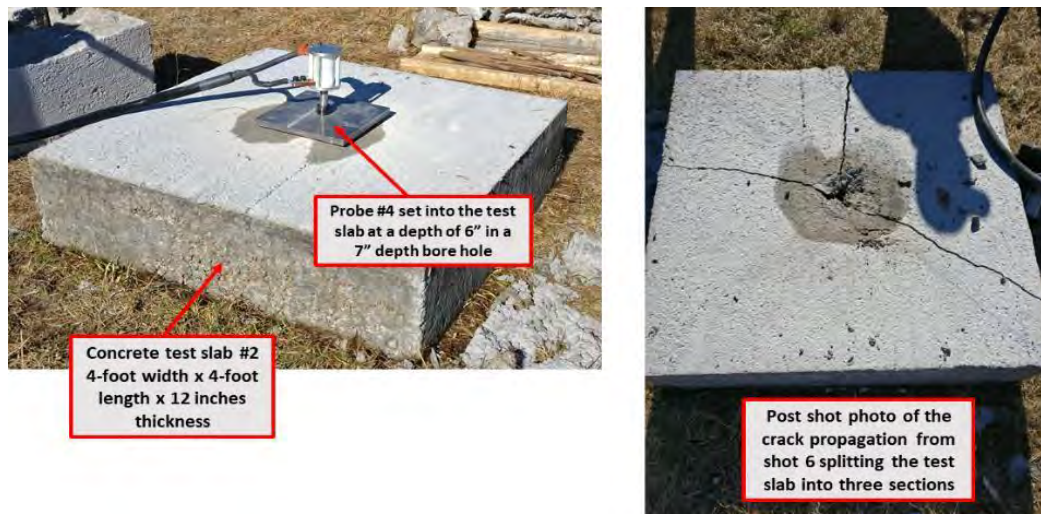 Probe #4 set into the test
slab at a depth of 6” in a
7” depth bore hole
Concrete test slab #2
4-foot width x 4-foot
length x 12 inches
thickness
Post shot photo of the
crack propagation from
shot 6 splitting the test
slab into three sections